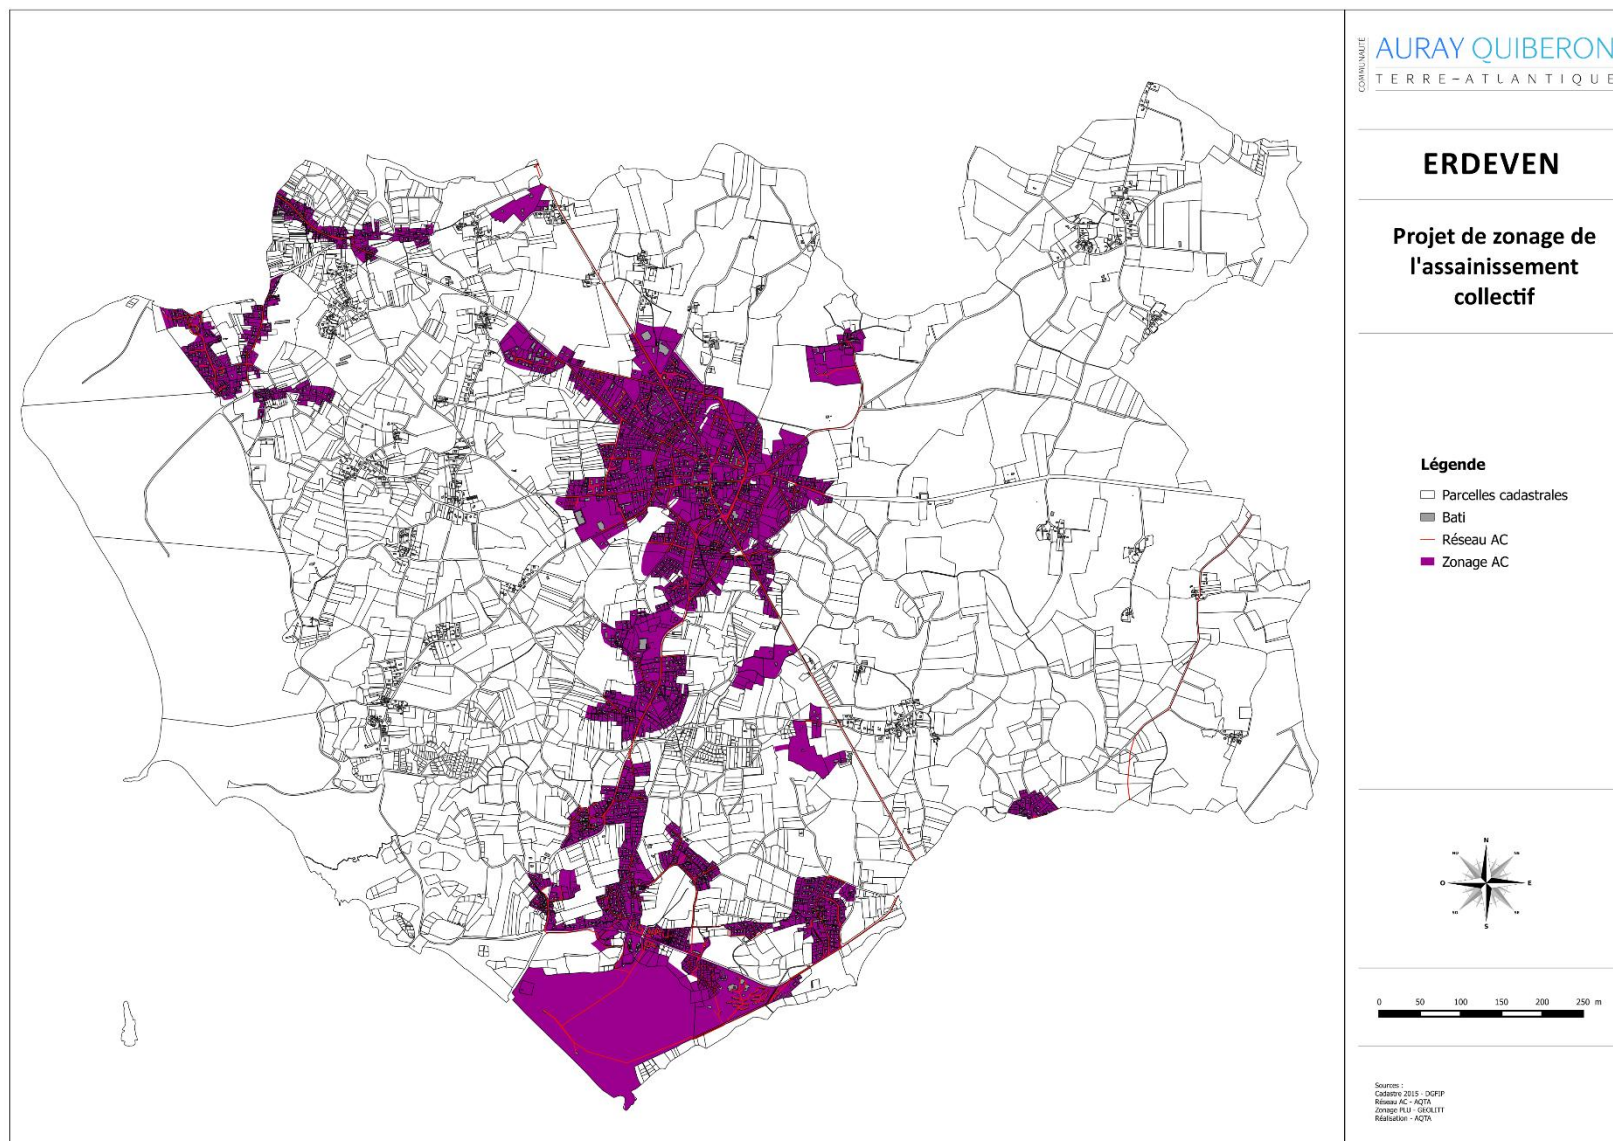 COMMUNAUTÉ
AURAY QUIBERON
TERRE-ATLANTIQUE
ERDEVEN
Projet de zonage de
l'assainissement
collectif
Légende
Parcelles cadastrales
Bati
Réseau AC
Zonage AC
N
O
E
S
0 50 100 150 200 250 m
Sources :
Cadastre 2015 - DGFIP
Réseau AC - AQTA
Zonage PLU - GEOLITT
Réalisation - AQTA